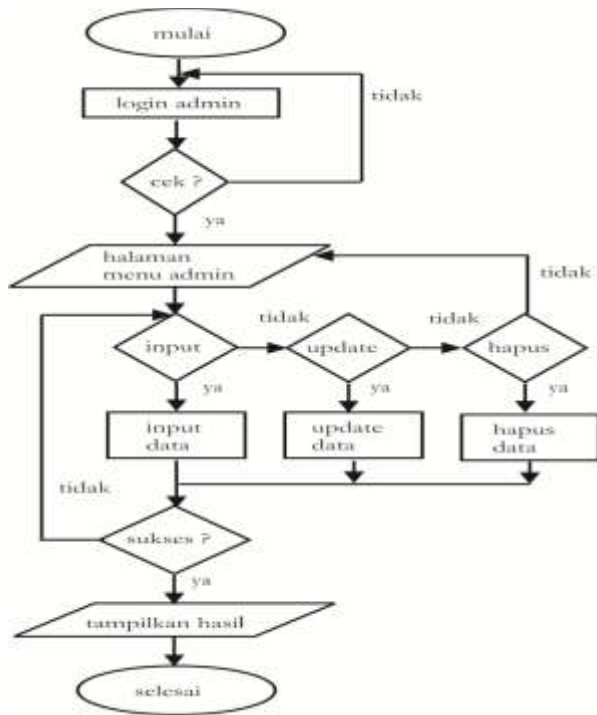 mulai
login admin
tidak
cek ?
ya
halaman
menu admin
tidak
input
tidak
update
tidak
hapus
ya
ya
ya
input
data
update
data
hapus
data
tidak
sukses ?
ya
tampilkan hasil
selesai